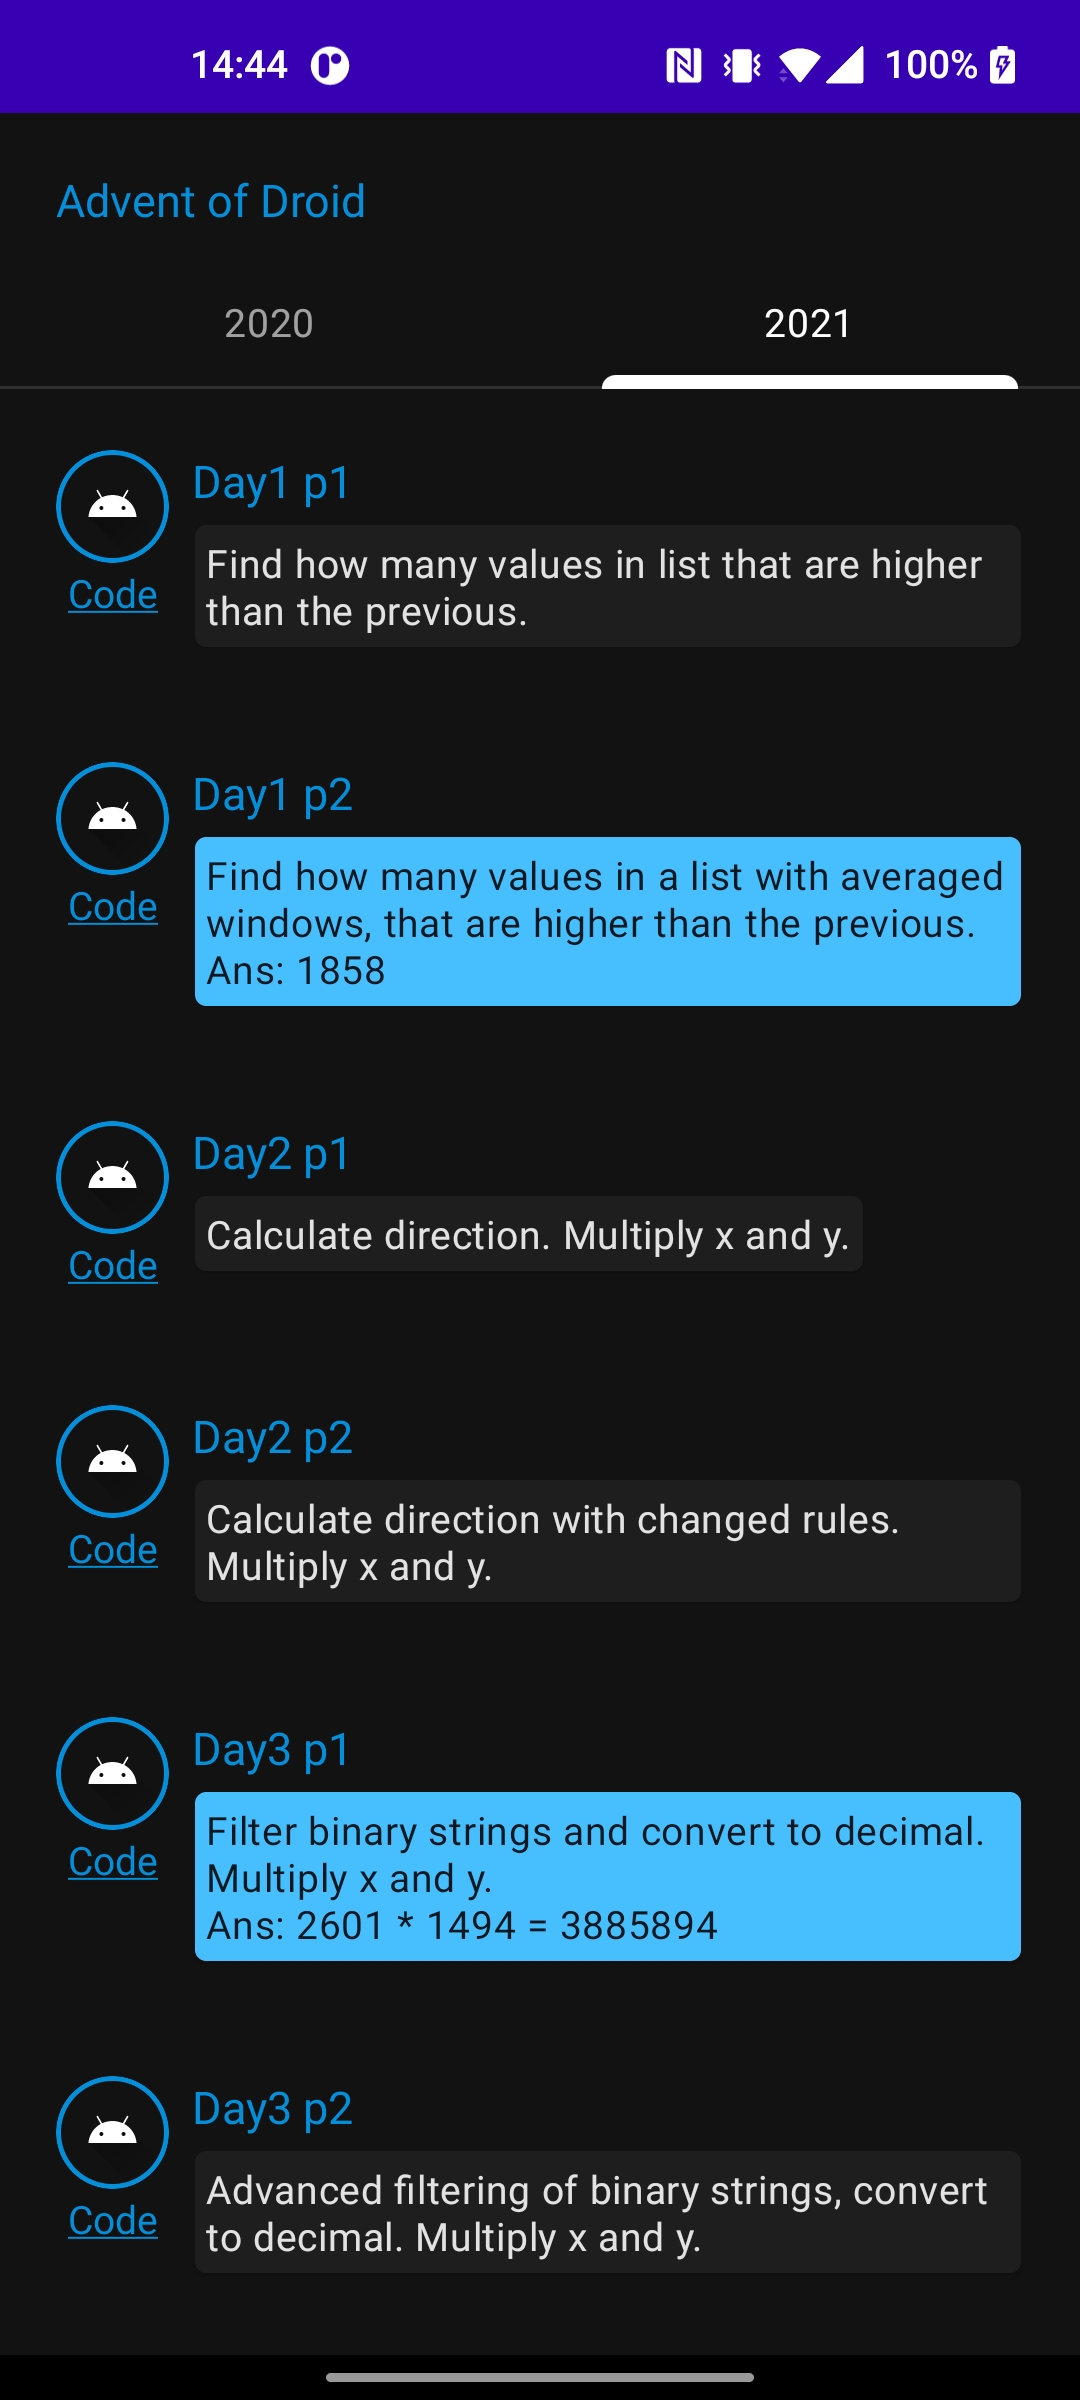 14:44
100%
Advent of Droid
2020
2021
Day1 p1
Code
Find how many values in list that are higher
than the previous.
Day1 p2
Code
Find how many values in a list with averaged
windows, that are higher than the previous.
Ans: 1858
Day2 p1
Code
Calculate direction. Multiply x and y.
Day2 p2
Code
Calculate direction with changed rules.
Multiply x and y.
Day3 p1
Code
Filter binary strings and convert to decimal.
Multiply x and y.
Ans: 2601 * 1494 = 3885894
Day3 p2
Code
Advanced filtering of binary strings, convert
to decimal. Multiply x and y.